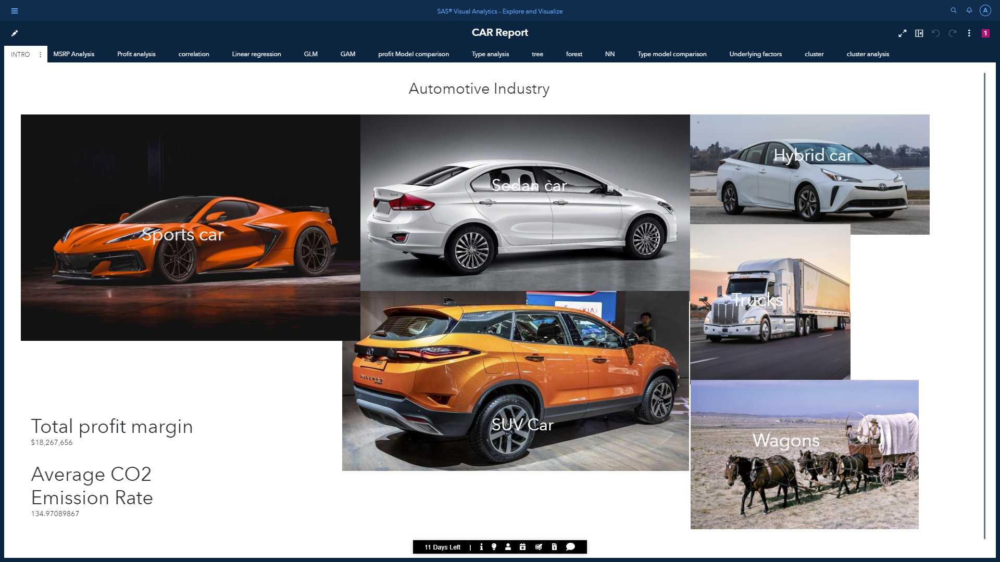 SAS® Visual Analytics - Explore and Visualize
A
CAR Report
1
INTRO
MSRP Analysis
Profit analysis
correlation
Linear regression
GLM
GAM
profit Model comparison
Type analysis
tree
forest
NN
Type model comparison
Underlying factors
cluster
cluster analysis
Automotive Industry
Sports car
Sedan car
Hybrid car
Trucks
KIA
SUV Car
Wagons
Total profit margin
$18,267,656
Average CO2
Emission Rate
134.97089867
11 Days Left |